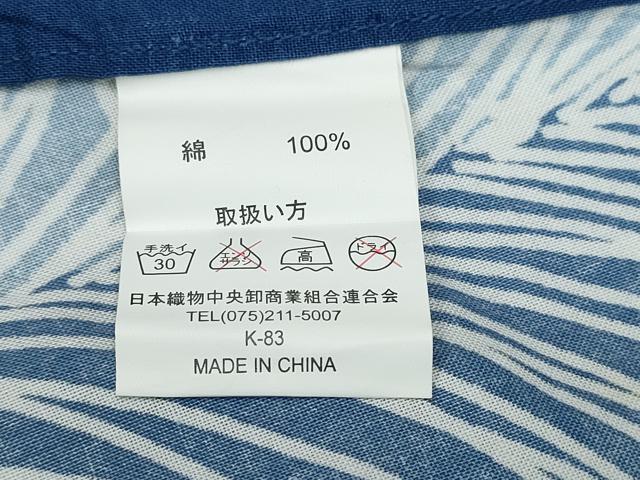 綿 100%
取扱い方
手洗イ 30 エンソ サラシ 高 ドライ
日本織物中央卸商業組合連合会
TEL(075)211-5007
K-83
MADE IN CHINA